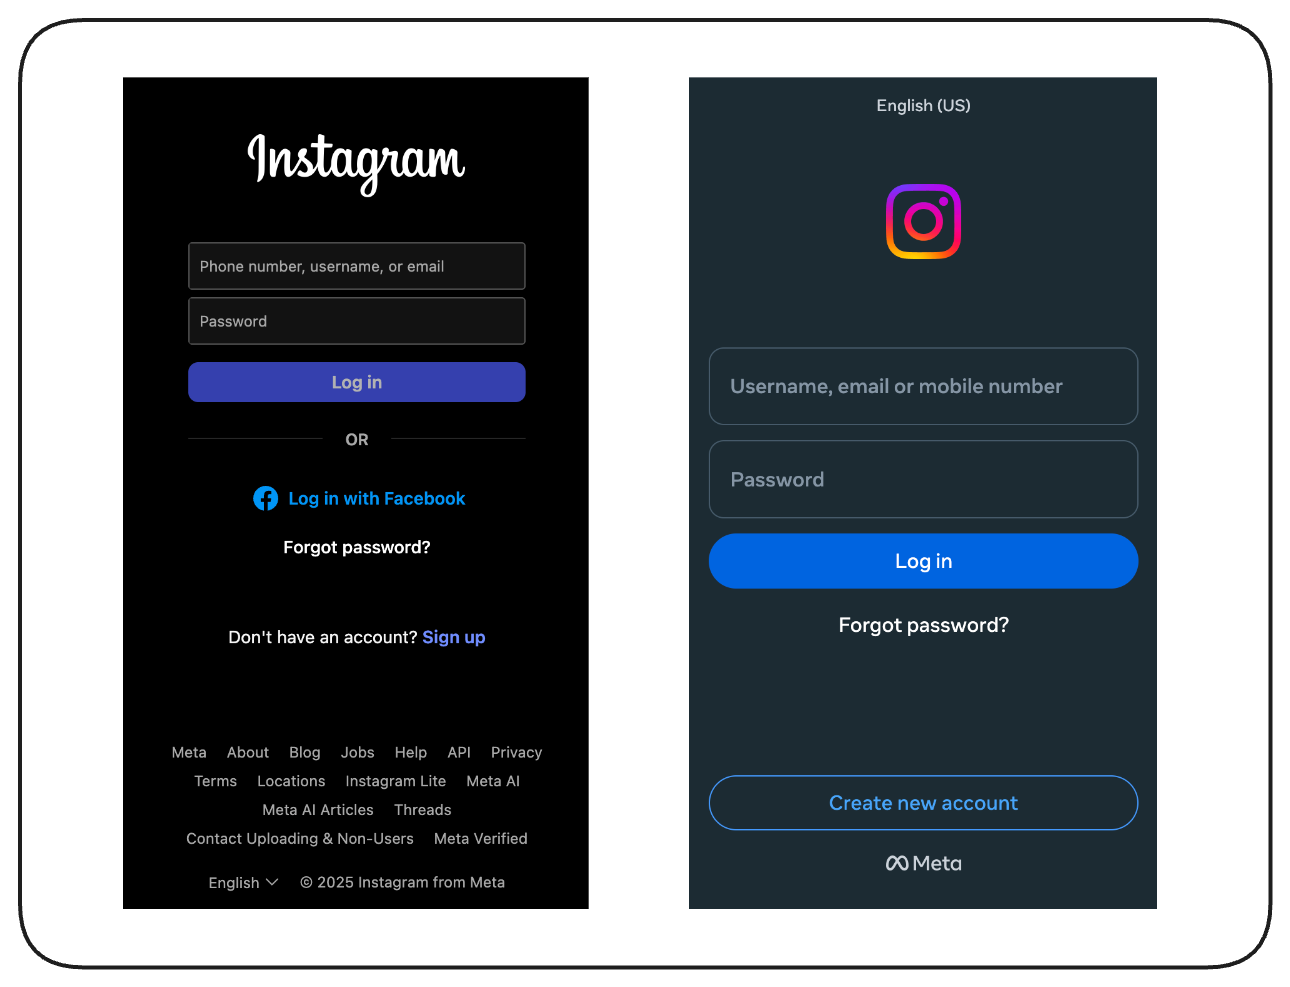 Instagram
Phone number, username, or email
Password
Log in
OR
Log in with Facebook
Forgot password?
Don't have an account? Sign up
Meta About Blog Jobs Help API Privacy
Terms Locations Instagram Lite Meta AI
Meta AI Articles Threads
Contact Uploading & Non-Users Meta Verified
English © 2025 Instagram from Meta
English (US)
Username, email or mobile number
Password
Log in
Forgot password?
Create new account
Meta